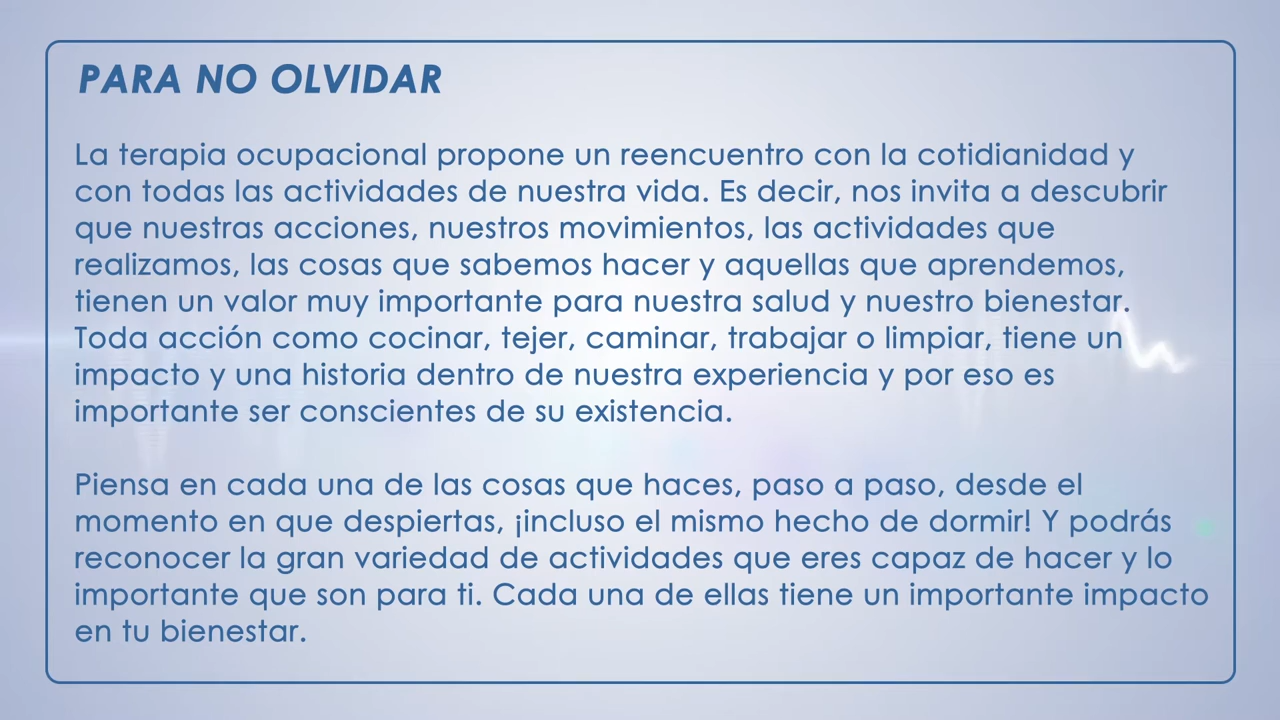 PARA NO OLVIDAR
La terapia ocupacional propone un reencuentro con la cotidianidad y
con todas las actividades de nuestra vida. Es decir, nos invita a descubrir
que nuestras acciones, nuestros movimientos, las actividades que
realizamos, las cosas que sabemos hacer y aquellas que aprendemos,
tienen un valor muy importante para nuestra salud y nuestro bienestar.
Toda acción como cocinar, tejer, caminar, trabajar o limpiar, tiene un
impacto y una historia dentro de nuestra experiencia y por eso es
importante ser conscientes de su existencia.
Piensa en cada una de las cosas que haces, paso a paso, desde el
momento en que despiertas, ¡incluso el mismo hecho de dormir! Y podrás
reconocer la gran variedad de actividades que eres capaz de hacer y lo
importante que son para ti. Cada una de ellas tiene un importante impacto
en tu bienestar.